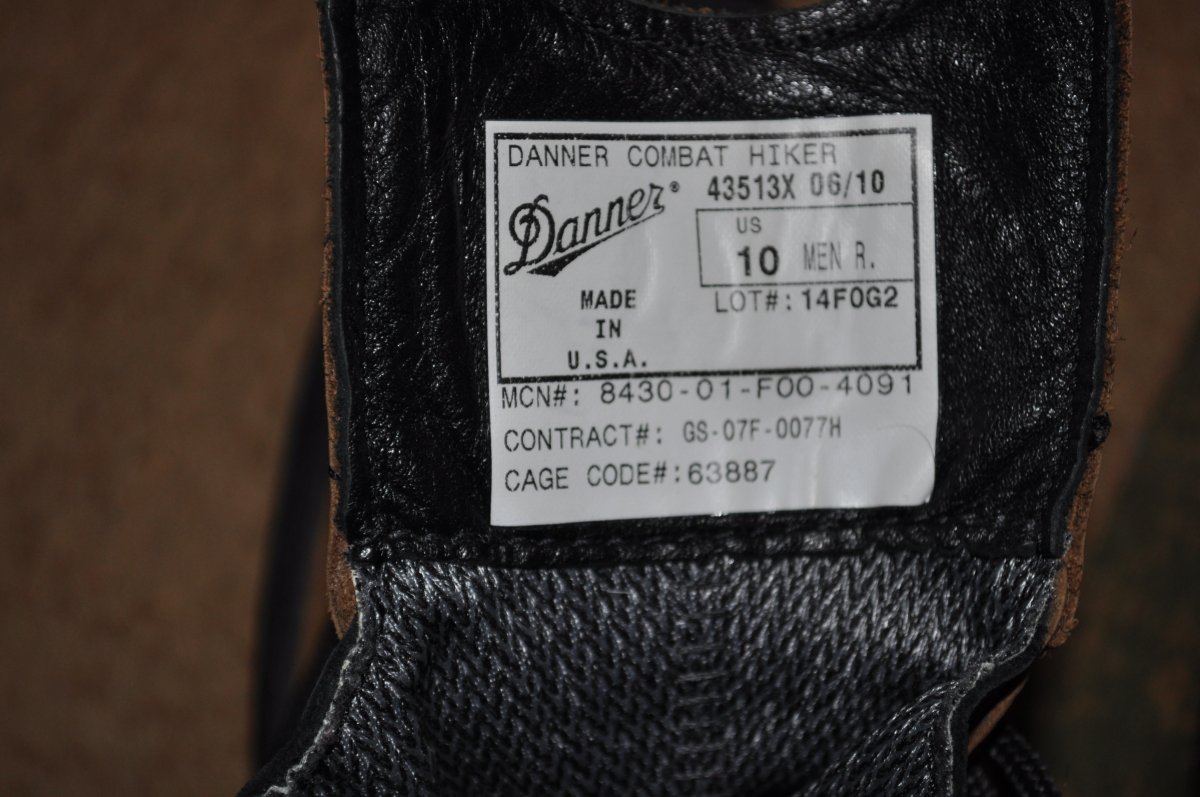 DANNER COMBAT HIKER
Danner® 43513X 06/10
US
10 MEN R.
MADE
IN
U.S.A.
LOT#: 14F0G2
MCN#: 8430-01-F00-4091
CONTRACT#: GS-07F-0077H
CAGE CODE#:63887